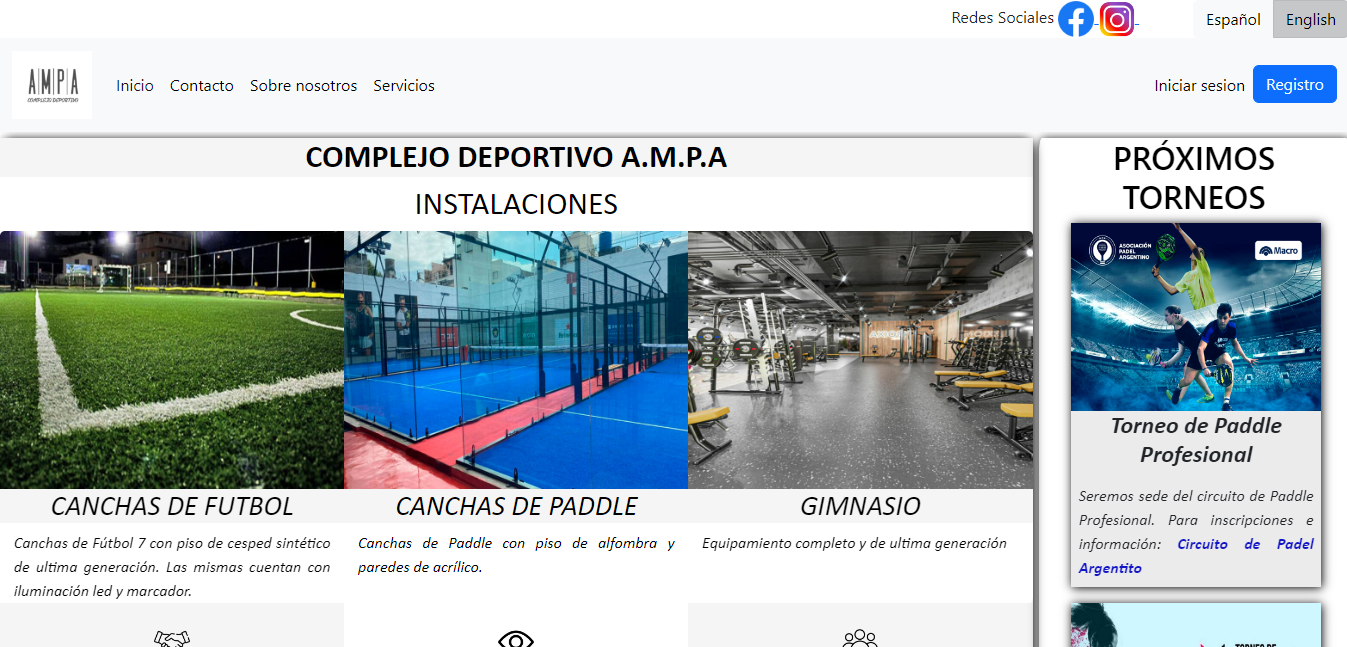 Redes Sociales
Español
English
A|M|P|A
COMPLEJO DEPORTIVO
Inicio
Contacto
Sobre nosotros
Servicios
Iniciar sesion
Registro
COMPLEJO DEPORTIVO A.M.P.A
INSTALACIONES
CANCHAS DE FUTBOL
Canchas de Fútbol 7 con piso de cesped sintético
de ultima generación. Las mismas cuentan con
iluminación led y marcador.
CANCHAS DE PADDLE
Canchas de Paddle con piso de alfombra y
paredes de acrílico.
GIMNASIO
Equipamiento completo y de ultima generación
PRÓXIMOS
TORNEOS
ASOCIACIÓN
PADEL
ARGENTINO
Macro
Torneo de Paddle
Profesional
Seremos sede del circuito de Paddle
Profesional. Para inscripciones e
información: Circuito de Padel
Argentito
TORNEO DE